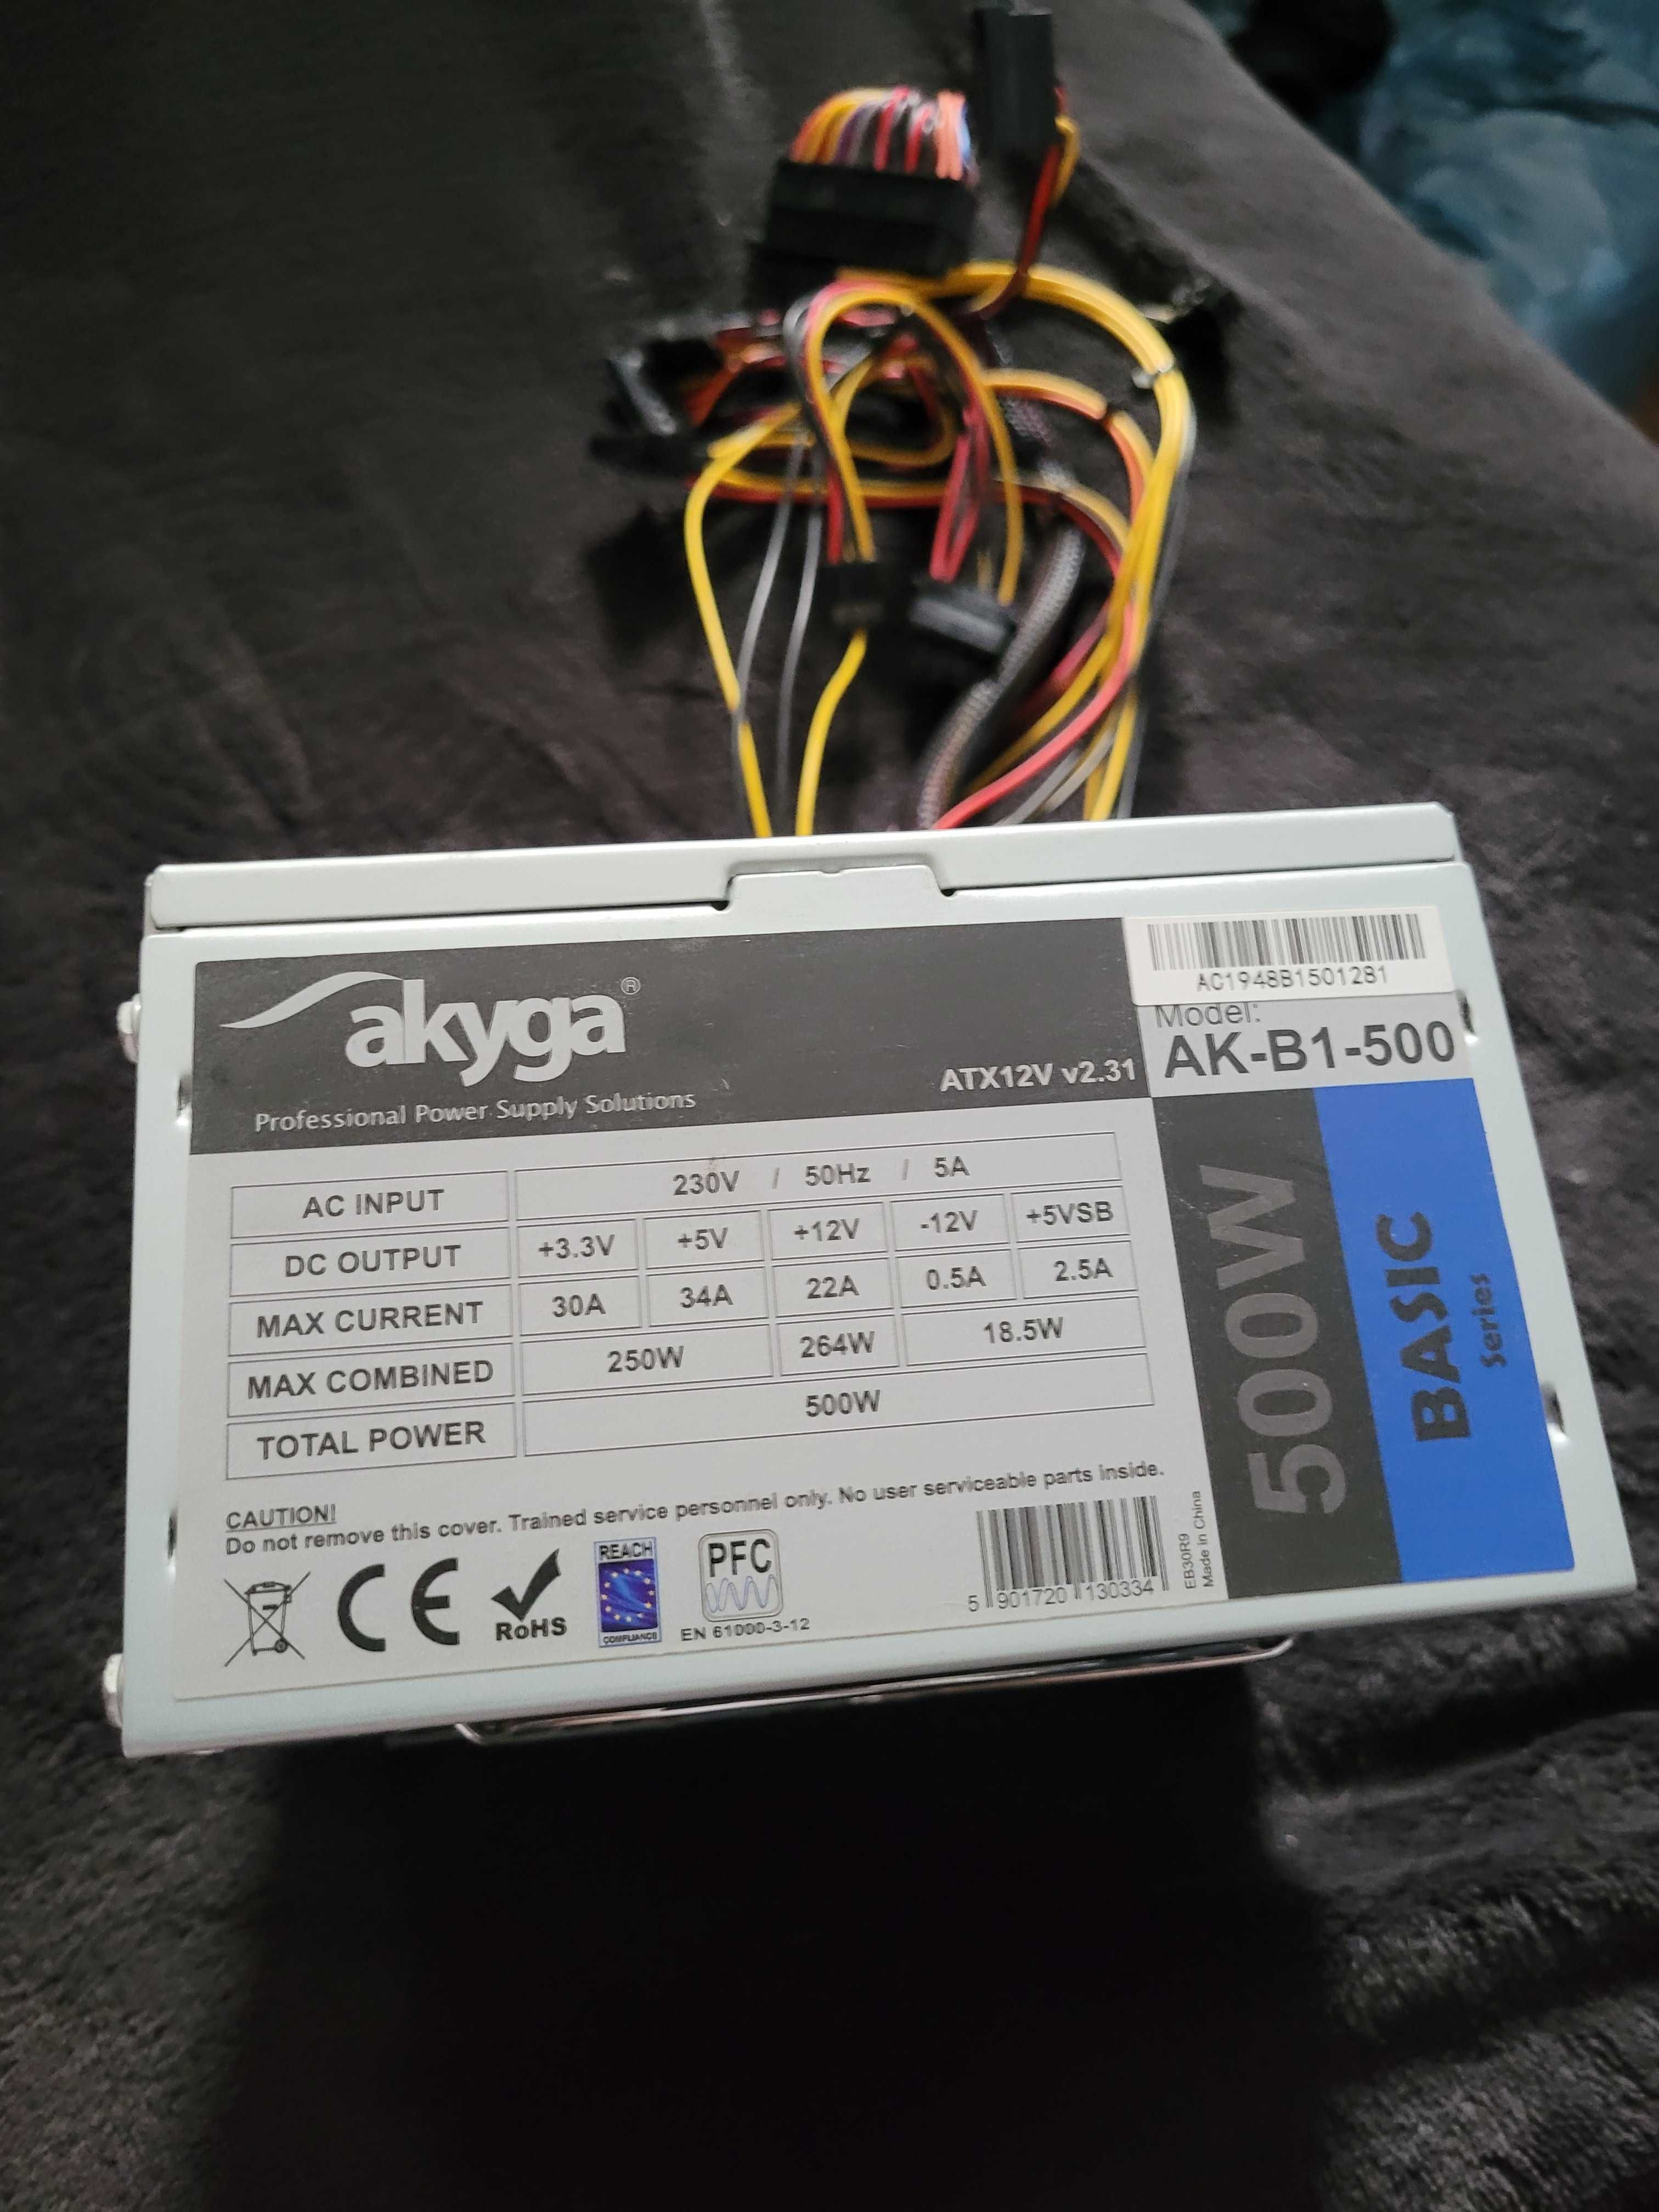 AC1948B1501281
akyga®
Professional Power Supply Solutions
ATX12V v2.31
Model:
AK-B1-500
AC INPUT 230V / 50Hz / 5A
DC OUTPUT +3.3V +5V +12V -12V +5VSB
MAX CURRENT 30A 34A 22A 0.5A 2.5A
MAX COMBINED 250W 264W 18.5W
TOTAL POWER 500W
500W
BASIC
Series
CAUTION!
Do not remove this cover. Trained service personnel only. No user serviceable parts inside.
CE
RoHS
REACH
COMPLIANCE
PFC
EN 61000-3-12
5 901720 130334
EB30R9
Made in China